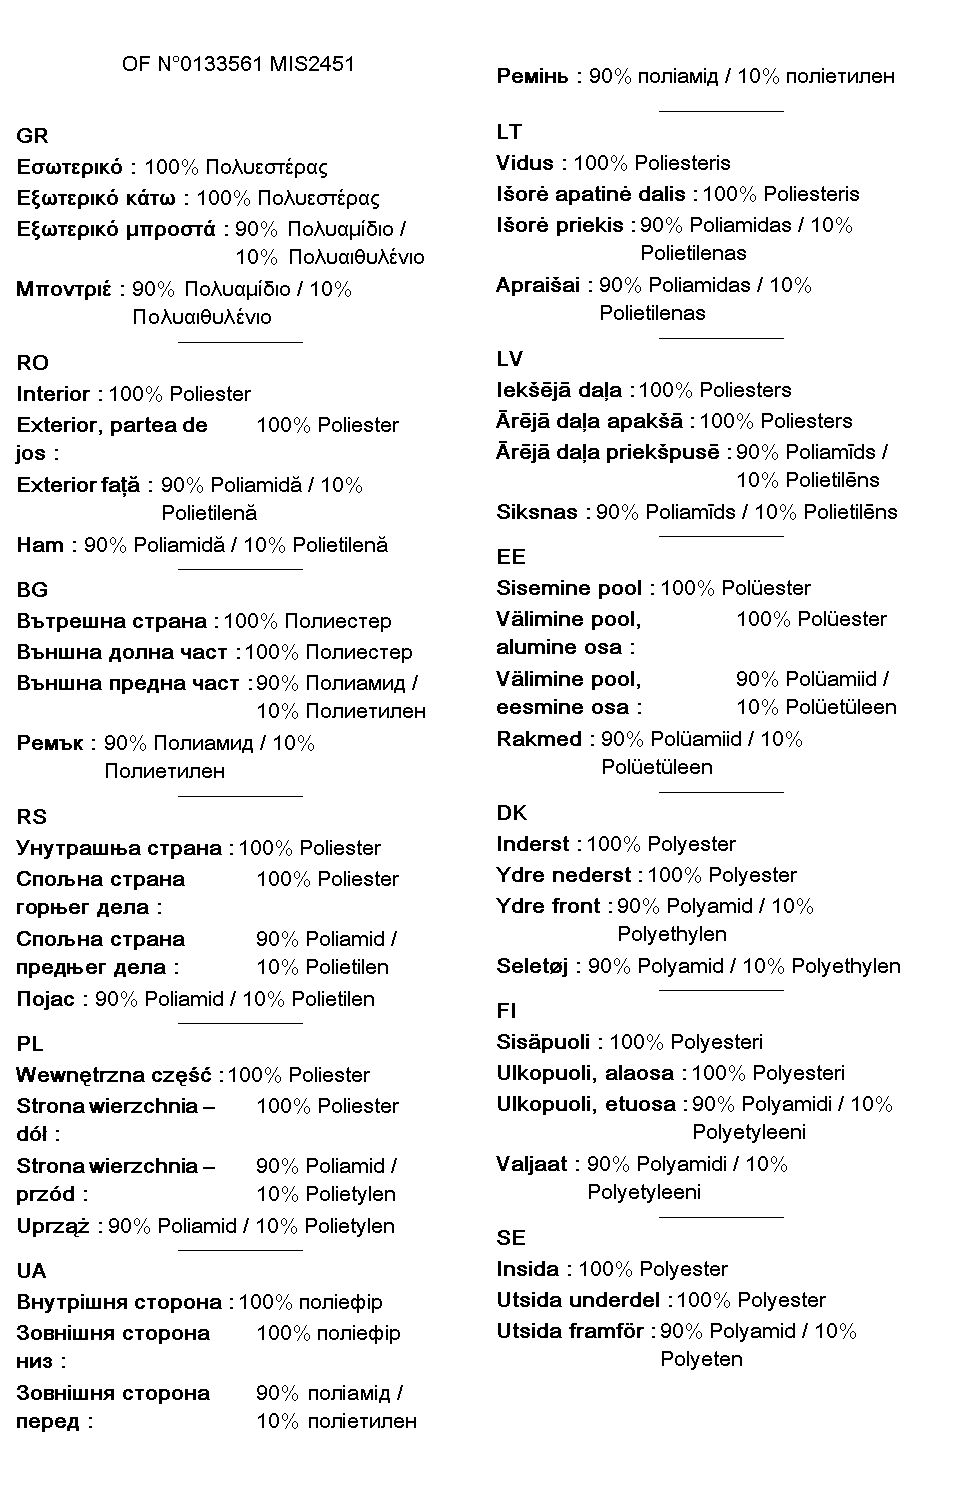 OF N°0133561 MIS2451
GR
Εσωτερικό : 100% Πολυεστέρας
Εξωτερικό κάτω : 100% Πολυεστέρας
Εξωτερικό μπροστά : 90% Πολυαμίδιο /
10% Πολυαιθυλένιο
Μποντριέ : 90% Πολυαμίδιο / 10%
Πολυαιθυλένιο
RO
Interior : 100% Poliester
Exterior, partea de 100% Poliester
jos :
Exterior față : 90% Poliamidă / 10%
Polietilenă
Ham : 90% Poliamidă / 10% Polietilenă
BG
Вътрешна страна : 100% Полиестер
Външна долна част : 100% Полиестер
Външна предна част : 90% Полиамид /
10% Полиетилен
Ремък : 90% Полиамид / 10%
Полиетилен
RS
Унутрашња страна : 100% Poliester
Спољна страна 100% Poliester
горњег дела :
Спољна страна 90% Poliamid /
предњег дела : 10% Polietilen
Појас : 90% Poliamid / 10% Polietilen
PL
Wewnętrzna część : 100% Poliester
Strona wierzchnia – 100% Poliester
dół :
Strona wierzchnia – 90% Poliamid /
przód : 10% Polietylen
Uprząż : 90% Poliamid / 10% Polietylen
UA
Внутрішня сторона : 100% поліефір
Зовнішня сторона 100% поліефір
низ :
Зовнішня сторона 90% поліамід /
перед : 10% поліетилен
Ремінь : 90% поліамід / 10% поліетилен
LT
Vidus : 100% Poliesteris
Išorė apatinė dalis : 100% Poliesteris
Išorė priekis : 90% Poliamidas / 10%
Polietilenas
Apraišai : 90% Poliamidas / 10%
Polietilenas
LV
Iekšējā daļa : 100% Poliesters
Ārējā daļa apakšā : 100% Poliesters
Ārējā daļa priekšpusē : 90% Poliamīds /
10% Polietilēns
Siksnas : 90% Poliamīds / 10% Polietilēns
EE
Sisemine pool : 100% Polüester
Välimine pool, 100% Polüester
alumine osa :
Välimine pool, 90% Polüamiid /
eesmine osa : 10% Polüetüleen
Rakmed : 90% Polüamiid / 10%
Polüetüleen
DK
Inderst : 100% Polyester
Ydre nederst : 100% Polyester
Ydre front : 90% Polyamid / 10%
Polyethylen
Seletøj : 90% Polyamid / 10% Polyethylen
FI
Sisäpuoli : 100% Polyesteri
Ulkopuoli, alaosa : 100% Polyesteri
Ulkopuoli, etuosa : 90% Polyamidi / 10%
Polyetyleeni
Valjaat : 90% Polyamidi / 10%
Polyetyleeni
SE
Insida : 100% Polyester
Utsida underdel : 100% Polyester
Utsida framför : 90% Polyamid / 10%
Polyeten